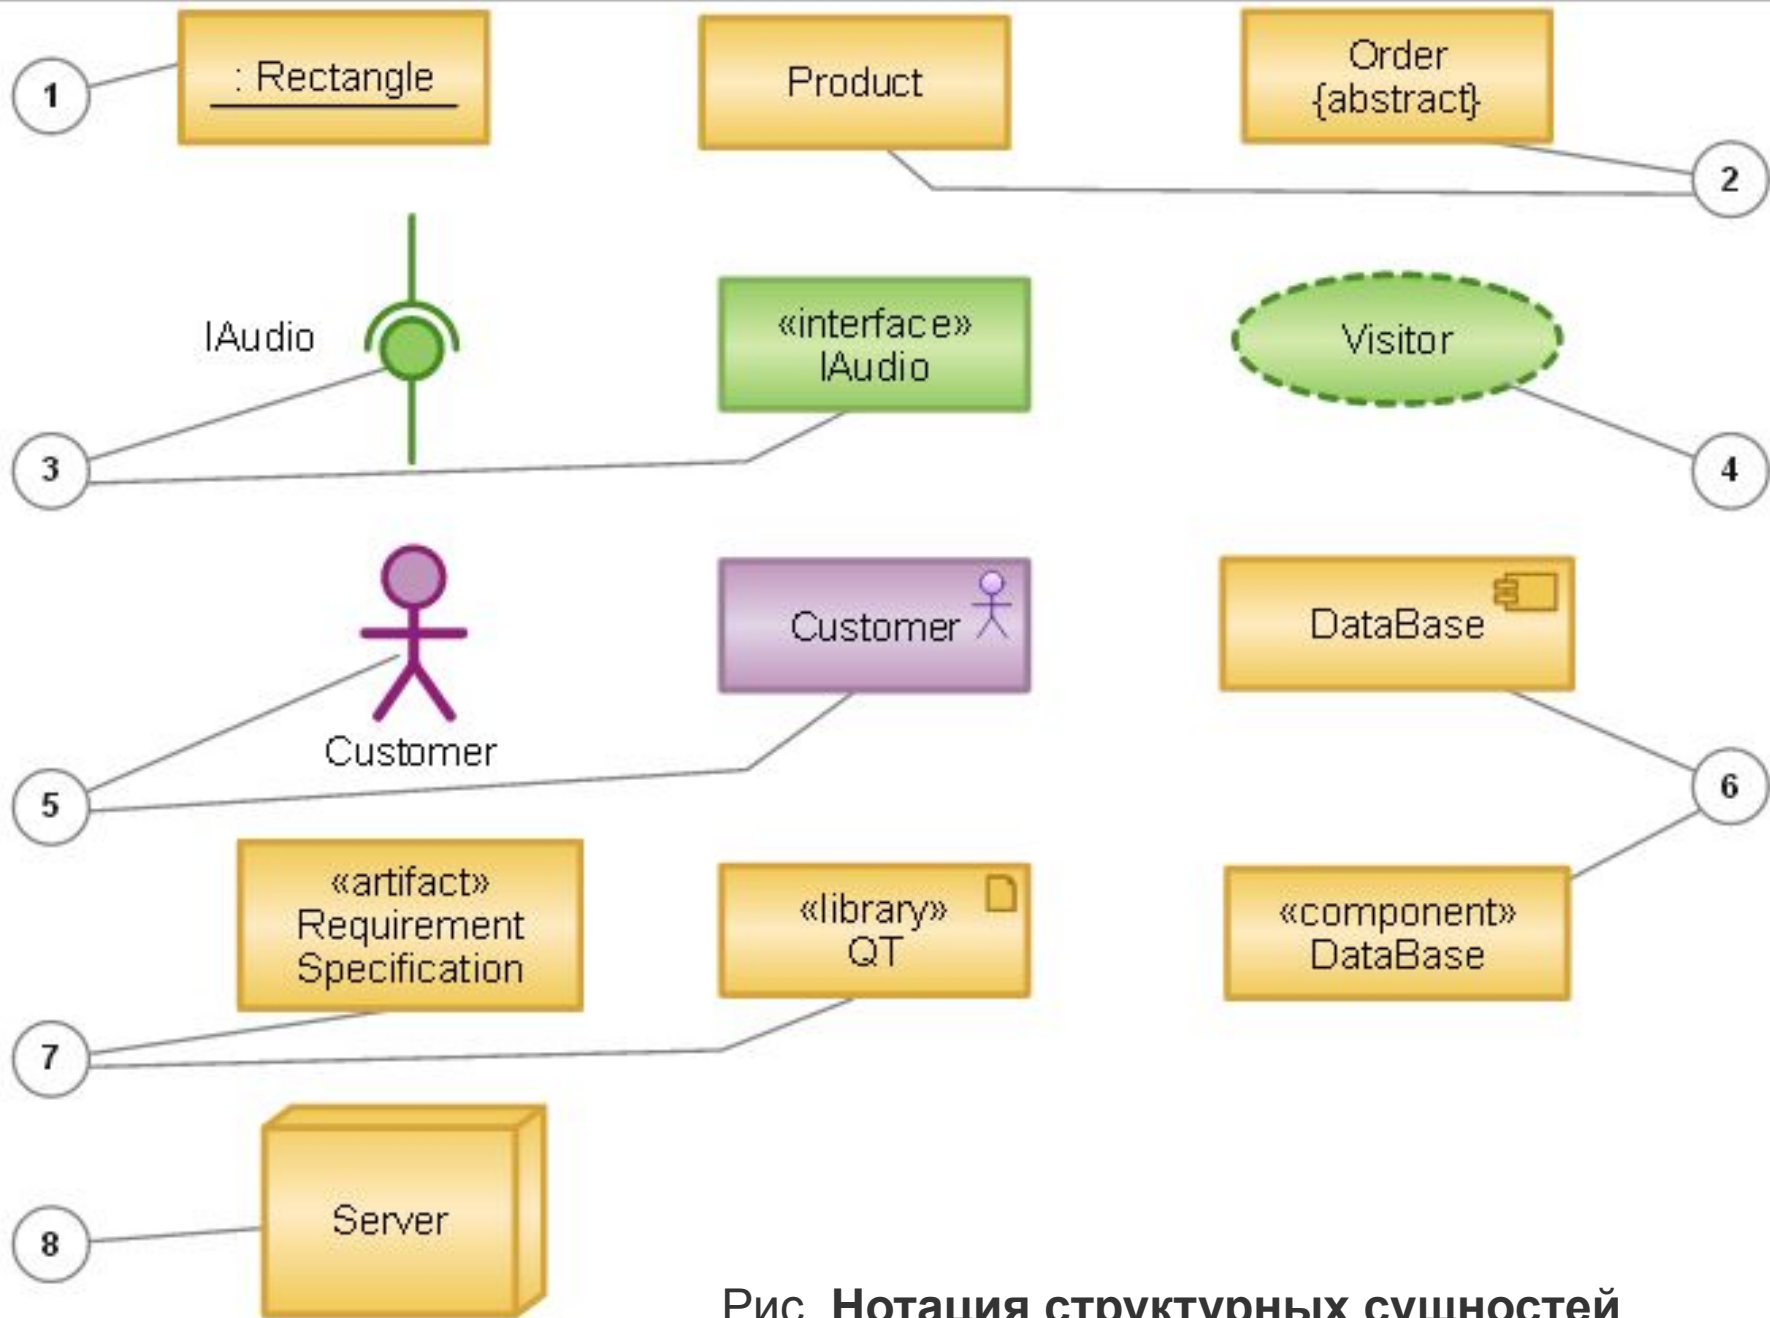 1
: Rectangle
Product
Order
{abstract}
2
IAudio
«interface»
IAudio
Visitor
3
4
Customer
Customer
DataBase
5
6
«artifact»
Requirement
Specification
«library»
QT
«component»
DataBase
7
8
Server
Рис. Нотация структурных сущностей